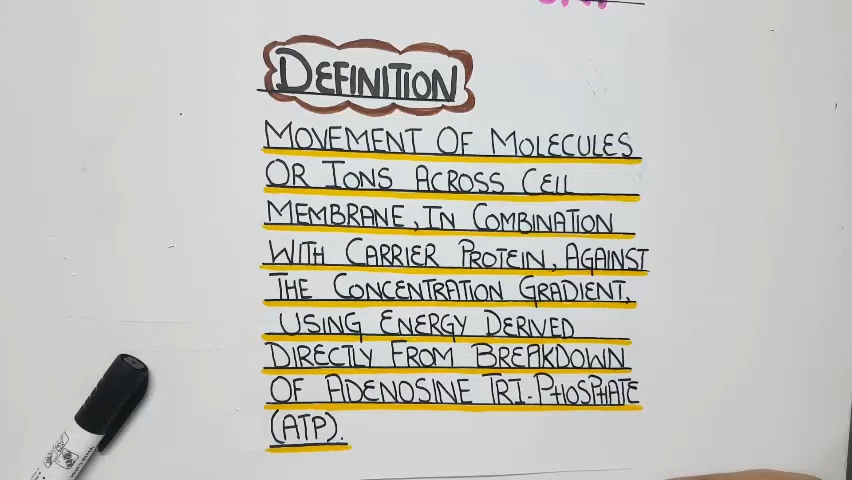 DEFINITION
MOVEMENT OF MOLECULES
OR IONS ACROSS CELL
MEMBRANE, IN COMBINATION
WITH CARRIER PROTEIN, AGAINST
THE CONCENTRATION GRADIENT,
USING ENERGY DERIVED
DIRECTLY FROM BREAKDOWN
OF ADENOSINE TRI-PHOSPHATE
(ATP).